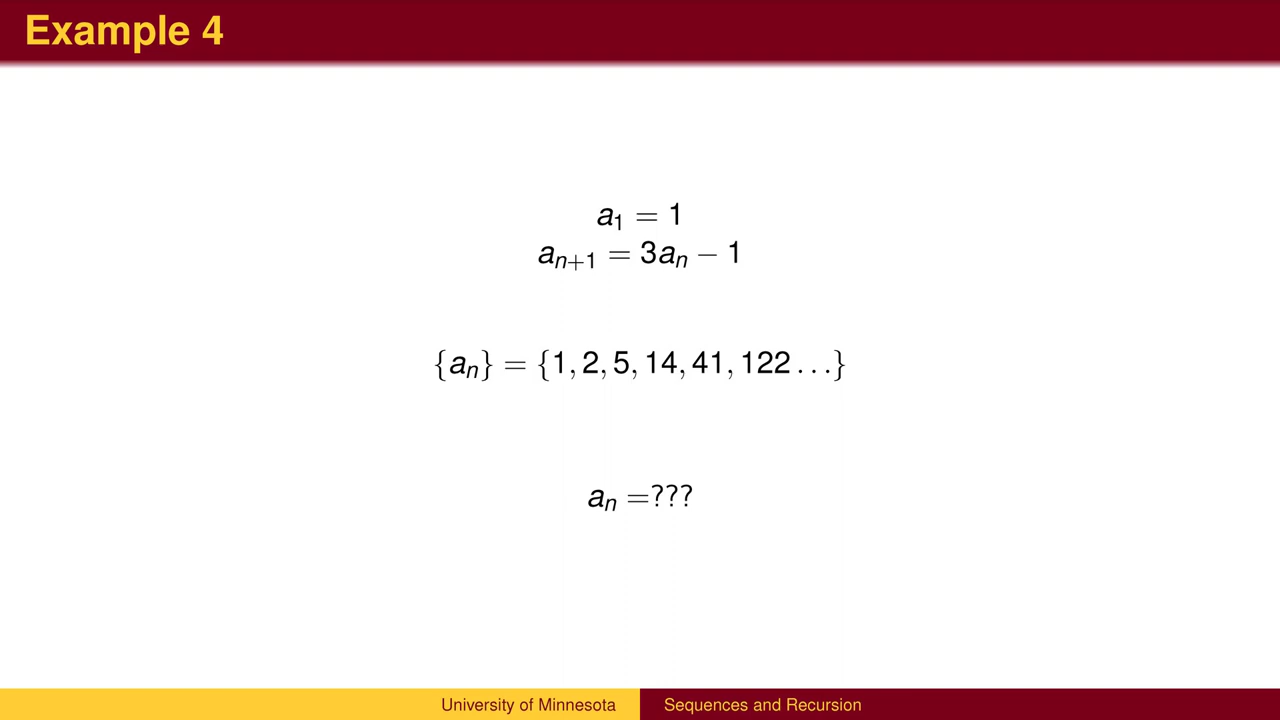 Example 4
a₁ = 1
aₙ₊₁ = 3aₙ − 1
{aₙ} = {1, 2, 5, 14, 41, 122 . . .}
aₙ =???
University of Minnesota
Sequences and Recursion